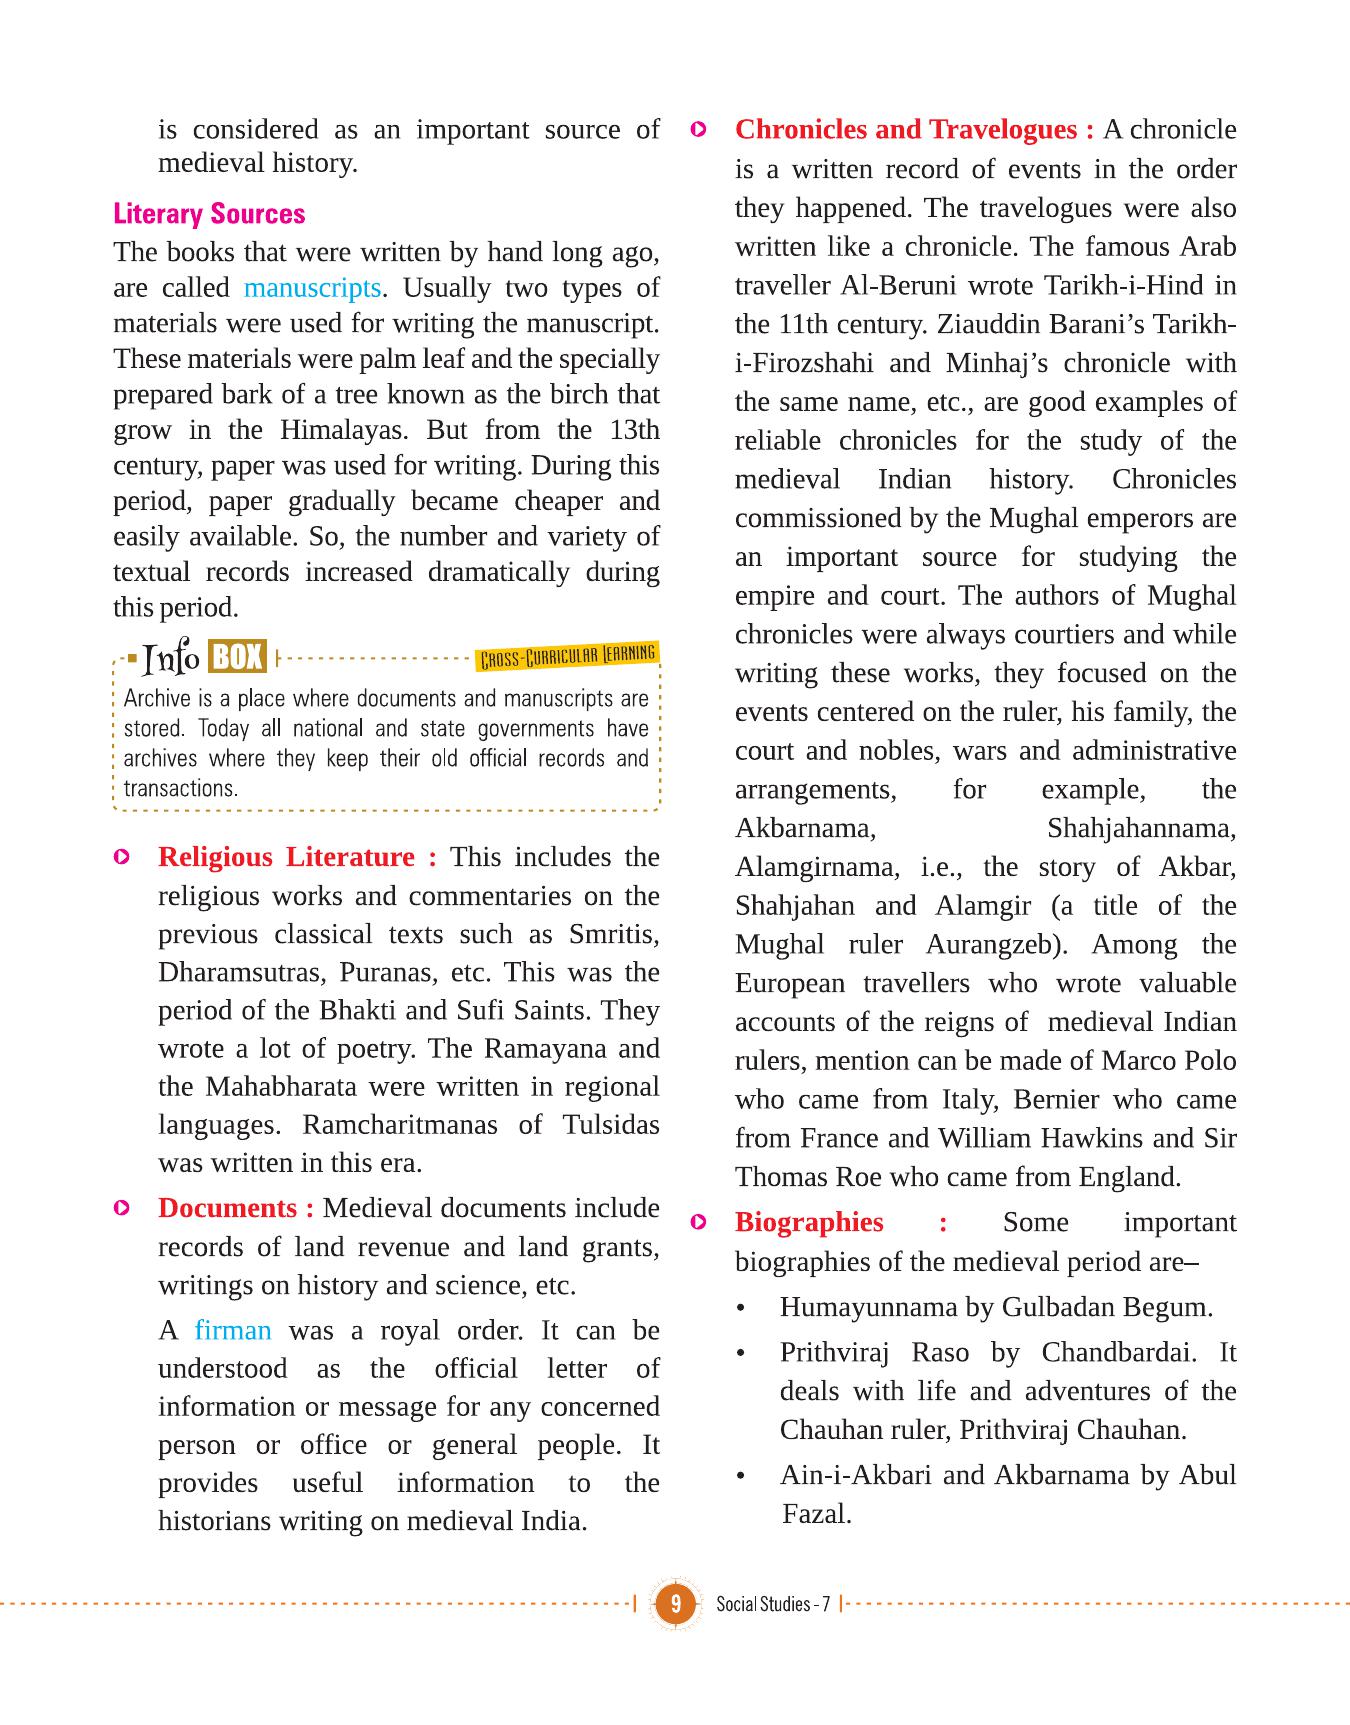 is considered as an important source of
medieval history.
Literary Sources
The books that were written by hand long ago,
are called manuscripts. Usually two types of
materials were used for writing the manuscript.
These materials were palm leaf and the specially
prepared bark of a tree known as the birch that
grow in the Himalayas. But from the 13th
century, paper was used for writing. During this
period, paper gradually became cheaper and
easily available. So, the number and variety of
textual records increased dramatically during
this period.
Info BOX
Cross-Curricular Learning
Archive is a place where documents and manuscripts are
stored. Today all national and state governments have
archives where they keep their old official records and
transactions.
Religious Literature : This includes the
religious works and commentaries on the
previous classical texts such as Smritis,
Dharamsutras, Puranas, etc. This was the
period of the Bhakti and Sufi Saints. They
wrote a lot of poetry. The Ramayana and
the Mahabharata were written in regional
languages. Ramcharitmanas of Tulsidas
was written in this era.
Documents : Medieval documents include
records of land revenue and land grants,
writings on history and science, etc.
A firman was a royal order. It can be
understood as the official letter of
information or message for any concerned
person or office or general people. It
provides useful information to the
historians writing on medieval India.
Chronicles and Travelogues : A chronicle
is a written record of events in the order
they happened. The travelogues were also
written like a chronicle. The famous Arab
traveller Al-Beruni wrote Tarikh-i-Hind in
the 11th century. Ziauddin Barani’s Tarikh-
i-Firozshahi and Minhaj’s chronicle with
the same name, etc., are good examples of
reliable chronicles for the study of the
medieval Indian history. Chronicles
commissioned by the Mughal emperors are
an important source for studying the
empire and court. The authors of Mughal
chronicles were always courtiers and while
writing these works, they focused on the
events centered on the ruler, his family, the
court and nobles, wars and administrative
arrangements, for example, the
Akbarnama, Shahjahannama,
Alamgirnama, i.e., the story of Akbar,
Shahjahan and Alamgir (a title of the
Mughal ruler Aurangzeb). Among the
European travellers who wrote valuable
accounts of the reigns of medieval Indian
rulers, mention can be made of Marco Polo
who came from Italy, Bernier who came
from France and William Hawkins and Sir
Thomas Roe who came from England.
Biographies : Some important
biographies of the medieval period are–
• Humayunnama by Gulbadan Begum.
• Prithviraj Raso by Chandbardai. It
deals with life and adventures of the
Chauhan ruler, Prithviraj Chauhan.
• Ain-i-Akbari and Akbarnama by Abul
Fazal.
9 Social Studies - 7